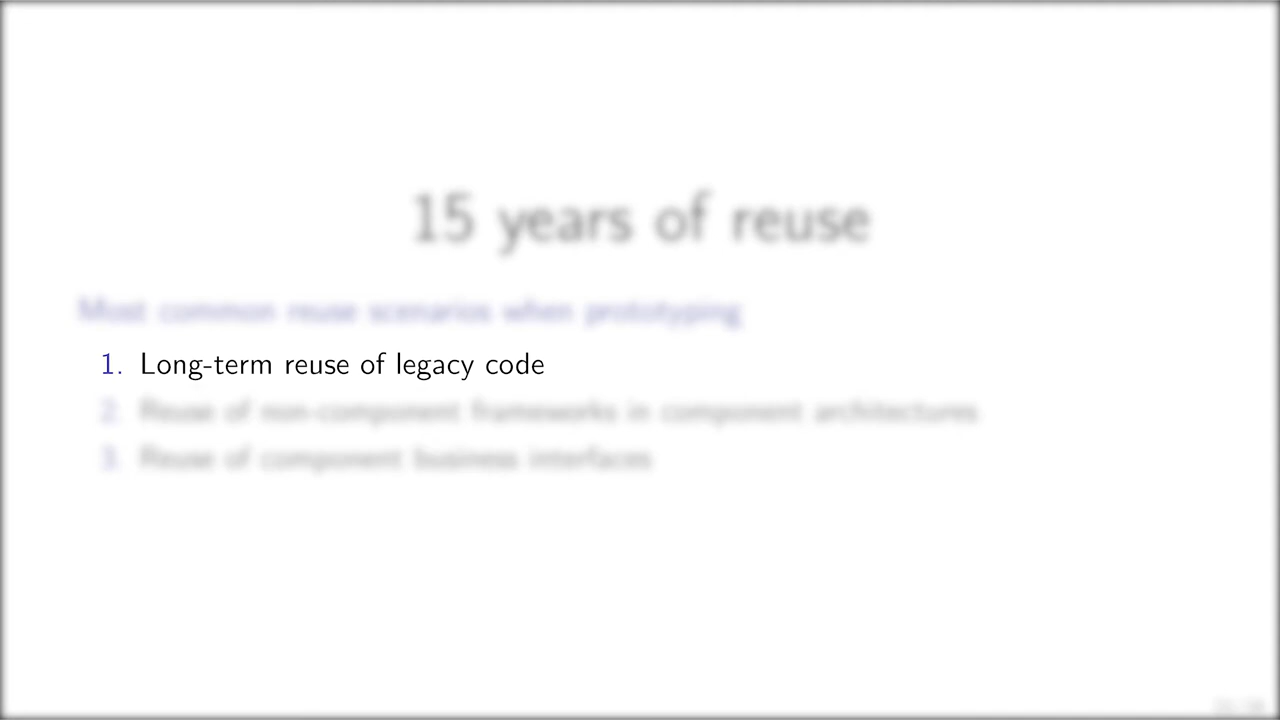 15 years of reuse
Most common reuse scenarios when prototyping
1. Long-term reuse of legacy code
2. Reuse of non-component frameworks in component architectures
3. Reuse of component business interfaces